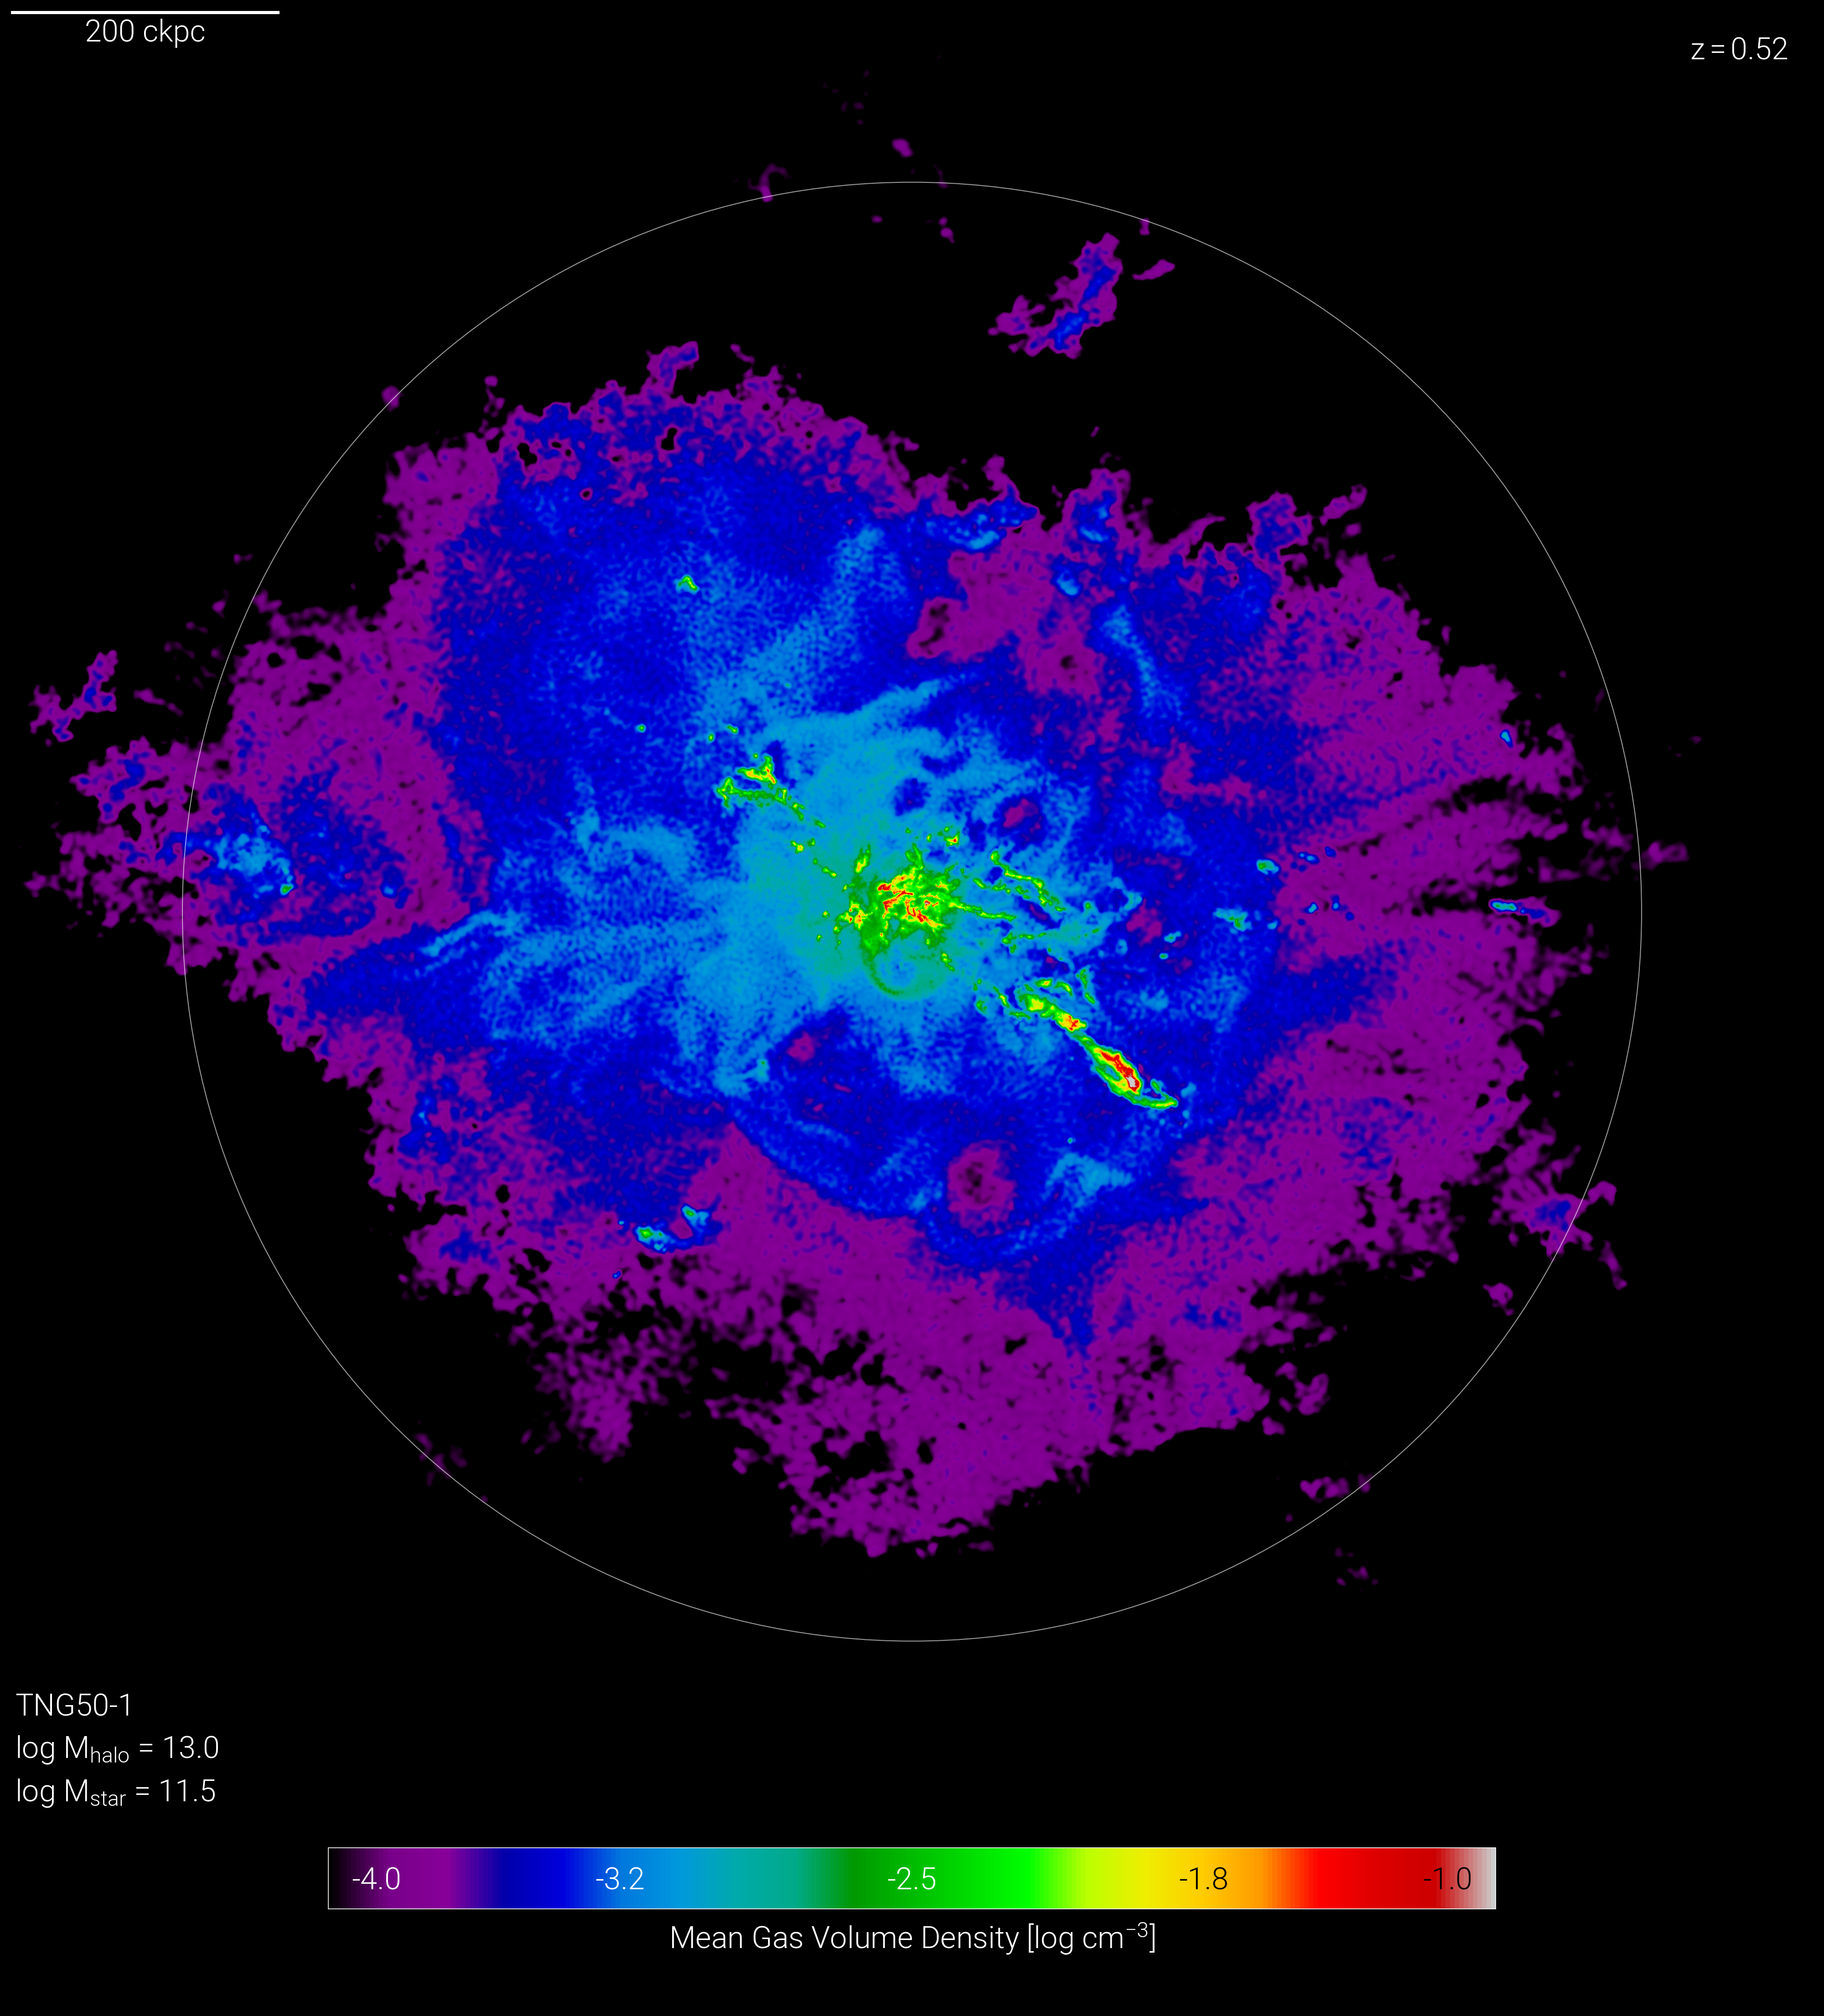 200 ckpc
z = 0.52
TNG50-1
log M_halo = 13.0
log M_star = 11.5
-4.0 -3.2 -2.5 -1.8 -1.0
Mean Gas Volume Density [log cm⁻³]